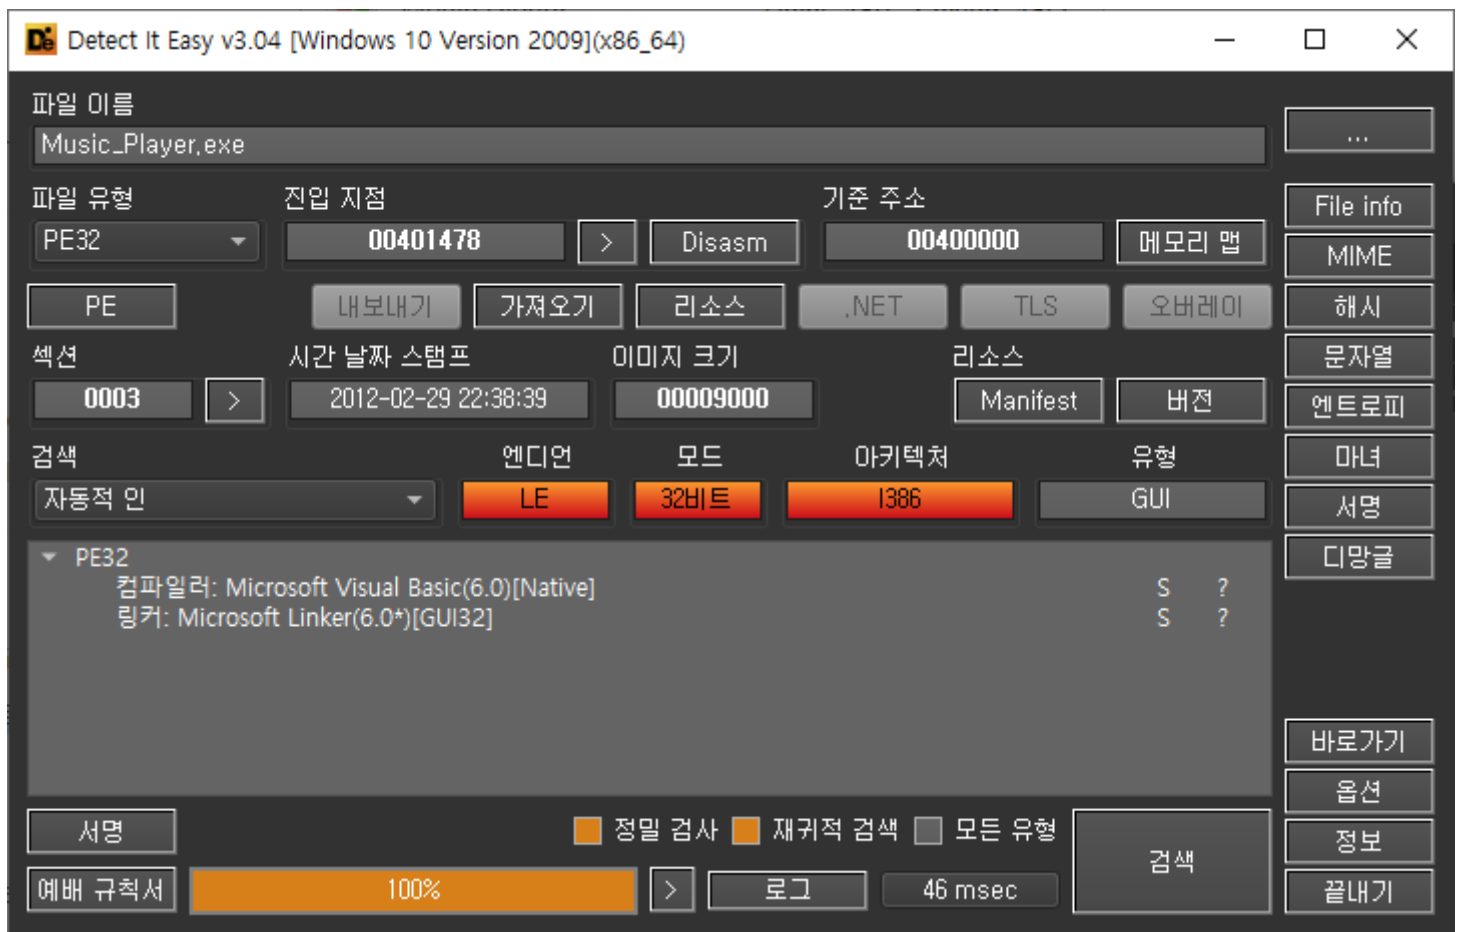 Detect It Easy v3.04 [Windows 10 Version 2009](x86_64)
파일 이름
Music_Player.exe
...
파일 유형 진입 지점 기준 주소
PE32 00401478 > Disasm 00400000 메모리 맵
File info
MIME
PE 내보내기 가져오기 리소스 .NET TLS 오버레이 해시
섹션 시간 날짜 스탬프 이미지 크기 리소스 문자열
0003 > 2012-02-29 22:38:39 00009000 Manifest 버전 엔트로피
검색 엔디언 모드 아키텍처 유형 마녀
자동적 인 LE 32비트 I386 GUI 서명
PE32 디망글
컴파일러: Microsoft Visual Basic(6.0)[Native] S ?
링커: Microsoft Linker(6.0*)[GUI32] S ?
바로가기
옵션
서명 정밀 검사 재귀적 검색 모든 유형 정보
검색
예배 규칙서 100% > 로그 46 msec 끝내기